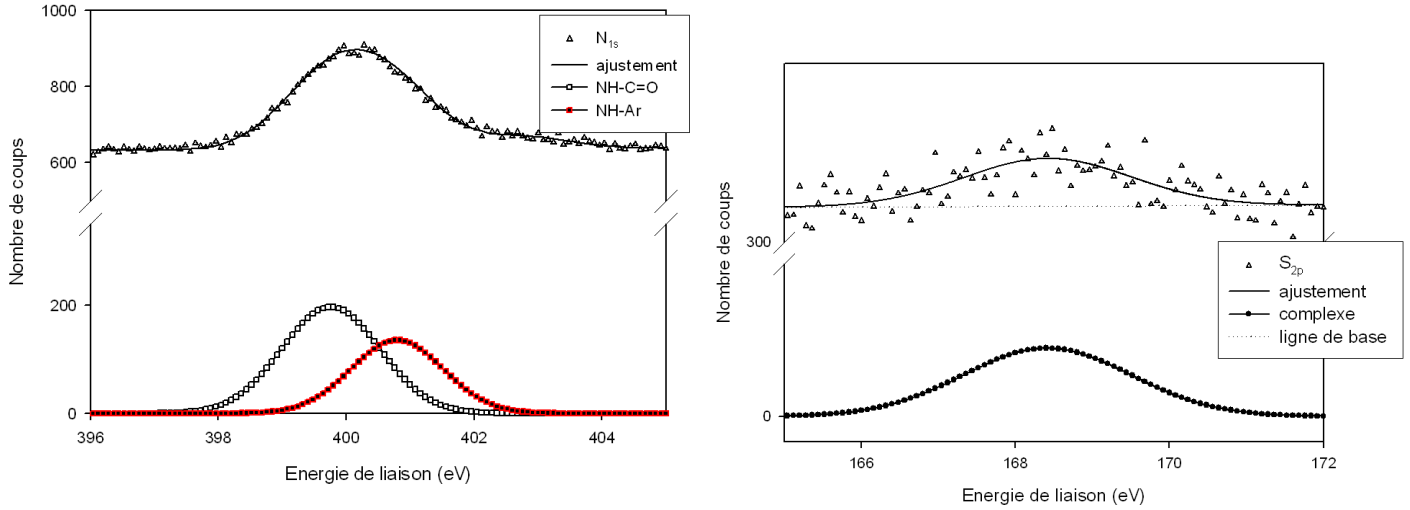 1000
800
600
200
0
Nombre de coups
N1s
ajustement
NH-C=O
NH-Ar
396
398
400
402
404
Energie de liaison (eV)
300
0
Nombre de coups
S2p
ajustement
complexe
ligne de base
166
168
170
172
Energie de liaison (eV)